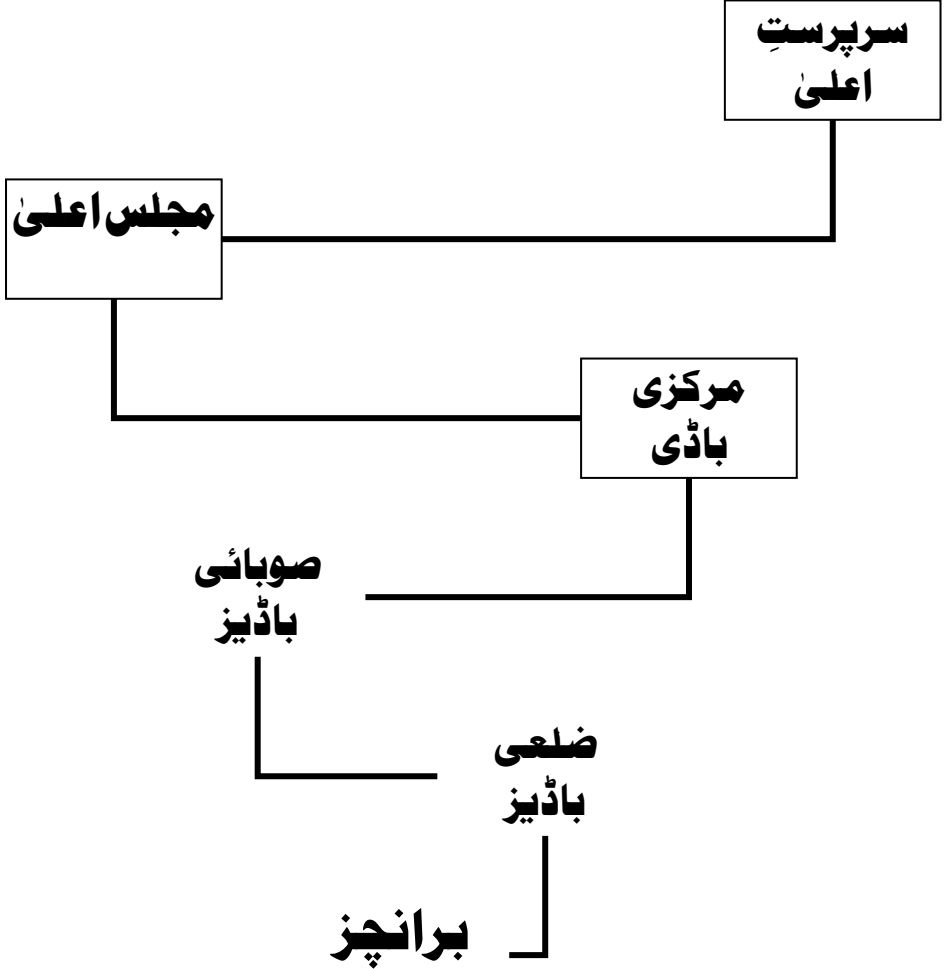 سرپرستِ
اعلیٰ
مجلس اعلیٰ
مرکزی
باڈی
صوبائی
باڈیز
ضلعی
باڈیز
برانچز